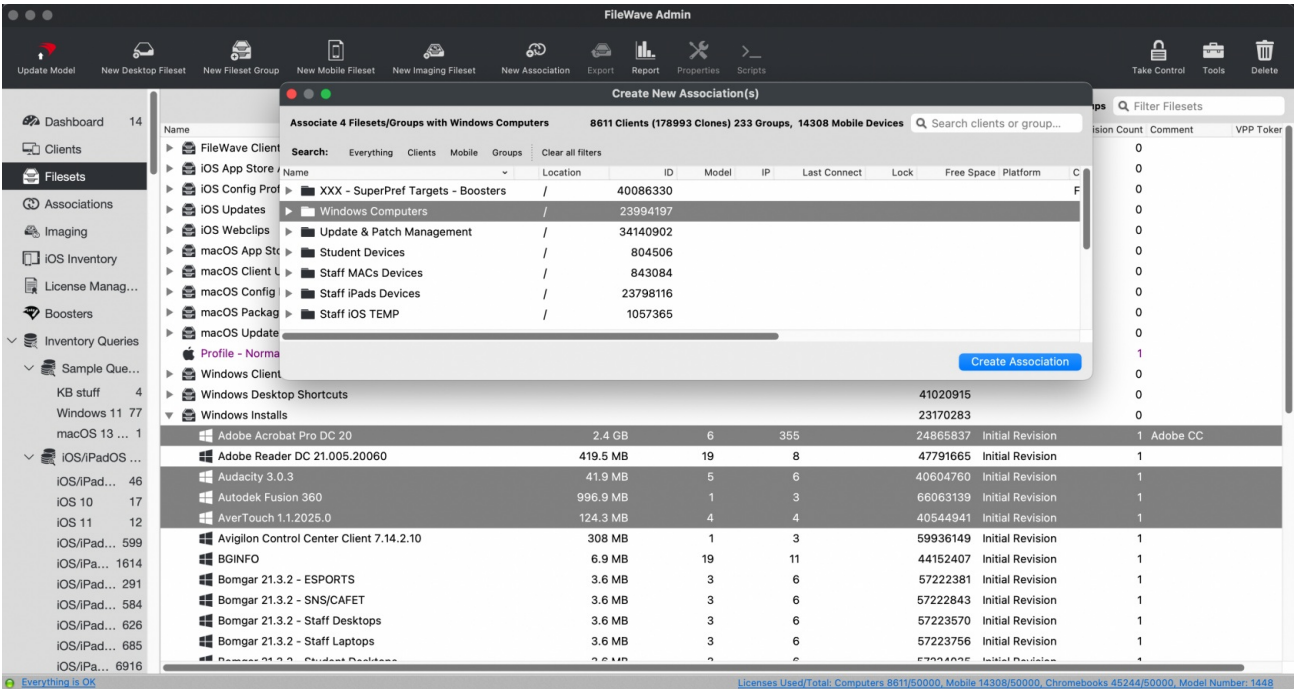 FileWave Admin
Update Model New Desktop Fileset New Fileset Group New Mobile Fileset New Imaging Fileset New Association Export Report Properties Scripts Take Control Tools Delete
Create New Association(s)
Associate 4 Filesets/Groups with Windows Computers 8611 Clients (178993 Clones) 233 Groups, 14308 Mobile Devices Search clients or group...
Search: Everything Clients Mobile Groups Clear all filters
Name Location ID Model IP Last Connect Lock Free Space Platform C
XXX - SuperPref Targets - Boosters / 40086330 F
Windows Computers / 23994197
Update & Patch Management / 34140902
Student Devices / 804506
Staff MACs Devices / 843084
Staff iPads Devices / 23798116
Staff iOS TEMP / 1057365
Create Association
Dashboard 14
Clients
Filesets
Associations
Imaging
iOS Inventory
License Manag...
Boosters
Inventory Queries
Sample Que...
KB stuff 4
Windows 11 77
macOS 13 ... 1
iOS/iPadOS ...
iOS/iPad... 46
iOS 10 17
iOS 11 12
iOS/iPad... 599
iOS/iPa... 1614
iOS/iPad... 291
iOS/iPad... 584
iOS/iPad... 626
iOS/iPad... 685
iOS/iPa... 6916
ips Filter Filesets
Name ision Count Comment VPP Toker
FileWave Client 0
iOS App Store 0
iOS Config Prof 0
iOS Updates 0
iOS Webclips 0
macOS App Sto 0
macOS Client U 0
macOS Config 0
macOS Packag 0
macOS Update 0
Profile - Norma 1
Windows Client 0
Windows Desktop Shortcuts 41020915 0
Windows Installs 23170283 0
Adobe Acrobat Pro DC 20 2.4 GB 6 355 24865837 Initial Revision 1 Adobe CC
Adobe Reader DC 21.005.20060 419.5 MB 19 8 47791665 Initial Revision 1
Audacity 3.0.3 41.9 MB 5 6 40604760 Initial Revision 1
Autodek Fusion 360 996.9 MB 1 3 66063139 Initial Revision 1
AverTouch 1.1.2025.0 124.3 MB 4 4 40544941 Initial Revision 1
Avigilon Control Center Client 7.14.2.10 308 MB 1 3 59936149 Initial Revision 1
BGINFO 6.9 MB 19 11 44152407 Initial Revision 1
Bomgar 21.3.2 - ESPORTS 3.6 MB 3 6 57222381 Initial Revision 1
Bomgar 21.3.2 - SNS/CAFET 3.6 MB 3 6 57222843 Initial Revision 1
Bomgar 21.3.2 - Staff Desktops 3.6 MB 3 6 57223570 Initial Revision 1
Bomgar 21.3.2 - Staff Laptops 3.6 MB 3 6 57223756 Initial Revision 1
Everything is OK
Licenses Used/Total: Computers 8611/50000, Mobile 14308/50000, Chromebooks 45244/50000, Model Number: 1448